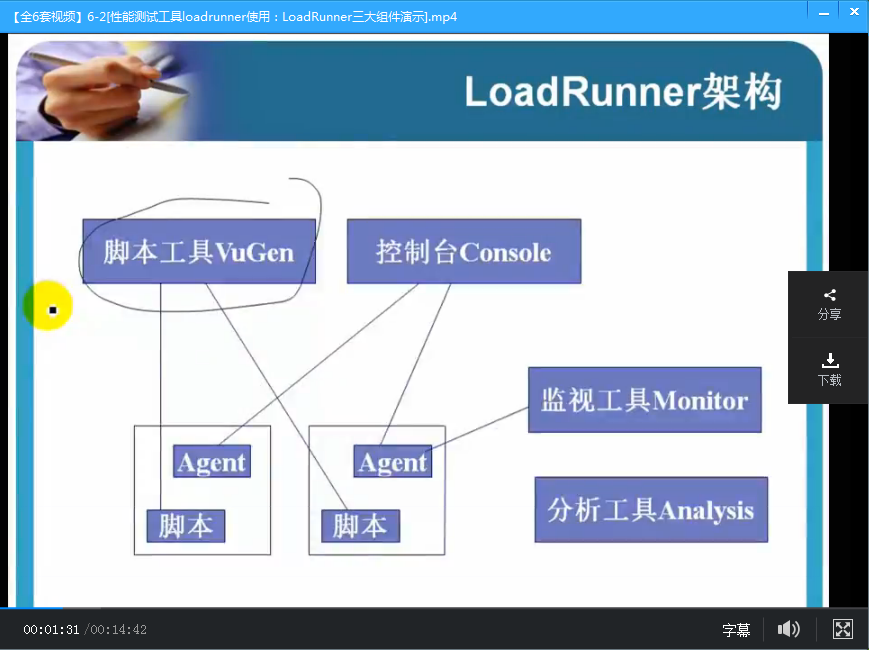 【全6套视频】6-2[性能测试工具loadrunner使用：LoadRunner三大组件演示].mp4
LoadRunner架构
脚本工具VuGen
控制台Console
分享
下载
监视工具Monitor
Agent
Agent
分析工具Analysis
脚本
脚本
00:01:31 /00:14:42
字幕